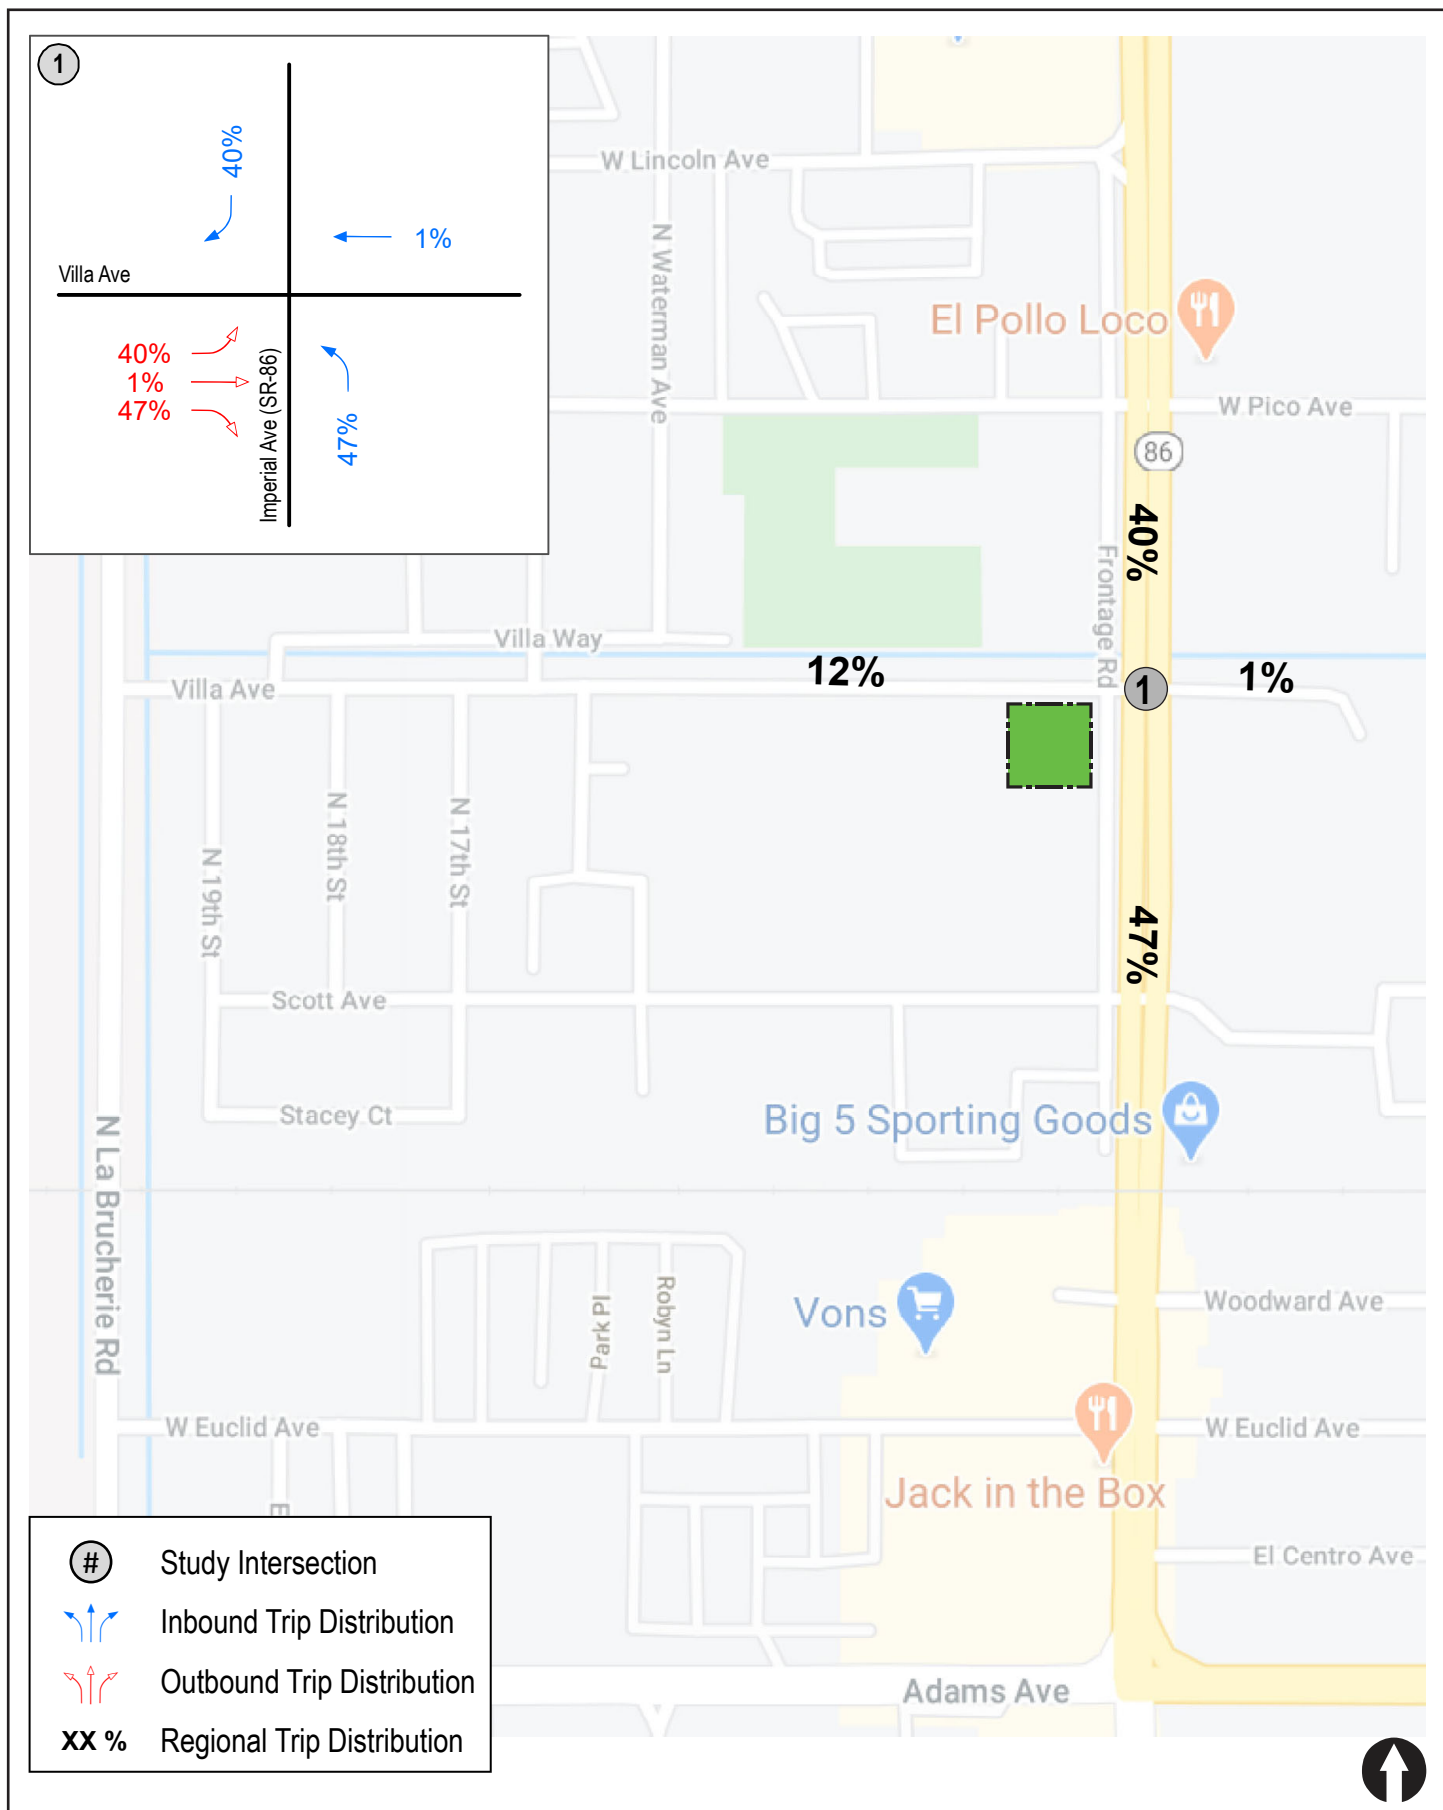 1
40%
1%
Villa Ave
40%
1%
47%
Imperial Ave (SR-86)
47%
W Lincoln Ave
N Waterman Ave
El Pollo Loco
W Pico Ave
86
40%
Frontage Rd
Villa Way
12%
1%
Villa Ave
1
N 19th St
N 18th St
N 17th St
47%
Scott Ave
Stacey Ct
Big 5 Sporting Goods
N La Brucherie Rd
Park Pl
Robyn Ln
Vons
Woodward Ave
W Euclid Ave
W Euclid Ave
Jack in the Box
E
El Centro Ave
Adams Ave
# Study Intersection
Inbound Trip Distribution
Outbound Trip Distribution
XX % Regional Trip Distribution